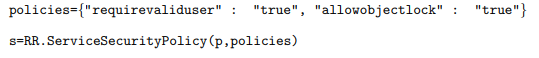 policies={"requirevaliduser" :  "true", "allowobjectlock" :  "true"}
s=RR.ServiceSecurityPolicy(p,policies)